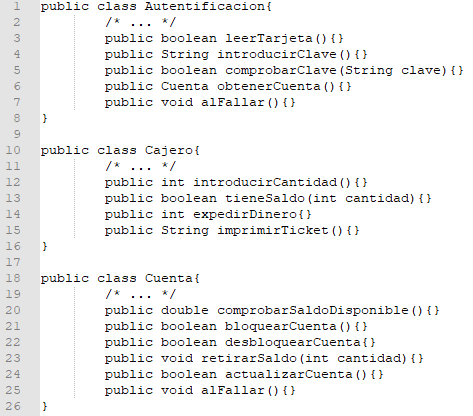 1 public class Autentificacion{
2 /* ... */
3 public boolean leerTarjeta(){}
4 public String introducirClave(){}
5 public boolean comprobarClave(String clave){}
6 public Cuenta obtenerCuenta(){}
7 public void alFallar(){}
8 }
9
10 public class Cajero{
11 /* ... */
12 public int introducirCantidad(){}
13 public boolean tieneSaldo(int cantidad){}
14 public int expedirDinero{}
15 public String imprimirTicket(){}
16 }
17
18 public class Cuenta{
19 /* ... */
20 public double comprobarSaldoDisponible(){}
21 public boolean bloquearCuenta(){}
22 public boolean desbloquearCuenta{}
23 public void retirarSaldo(int cantidad){}
24 public boolean actualizarCuenta(){}
25 public void alFallar(){}
26 }